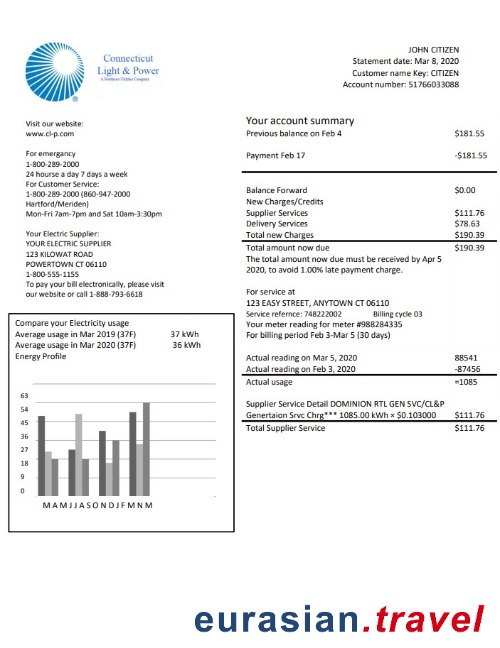 Connecticut
Light & Power
A Northeast Utilities Company
®
JOHN CITIZEN
Statement date: Mar 8, 2020
Customer name Key: CITIZEN
Account number: 51766033088
Visit our website:
www.cl-p.com
For emergancy
1-800-289-2000
24 hourse a day 7 days a week
For Customer Service:
1-800-289-2000 (860-947-2000
Hartford/Meriden)
Mon-Fri 7am-7pm and Sat 10am-3:30pm
Your Electric Supplier:
YOUR ELECTRIC SUPPLIER
123 KILOWAT ROAD
POWERTOWN CT 06110
1-800-555-1155
To pay your bill electronically, please visit
our website or call 1-888-793-6618
Compare your Electricity usage
Average usage in Mar 2019 (37F) 37 kWh
Average usage in Mar 2020 (37F) 36 kWh
Energy Profile
63
54
45
36
27
18
9
0
M A M J J A S O N D J F M N M
Your account summary
Previous balance on Feb 4 $181.55
Payment Feb 17 -$181.55
Balance Forward $0.00
New Charges/Credits
Supplier Services $111.76
Delivery Services $78.63
Total new Charges $190.39
Total amount now due $190.39
The total amount now due must be received by Apr 5
2020, to avoid 1.00% late payment charge.
For service at
123 EASY STREET, ANYTOWN CT 06110
Service refernce: 748222002 Billing cycle 03
Your meter reading for meter #988284335
For billing period Feb 3-Mar 5 (30 days)
Actual reading on Mar 5, 2020 88541
Actual reading on Feb 3, 2020 -87456
Actual usage =1085
Supplier Service Detail DOMINION RTL GEN SVC/CL&P
Genertaion Srvc Chrg*** 1085.00 kWh × $0.103000 $111.76
Total Supplier Service $111.76
eurasian.travel